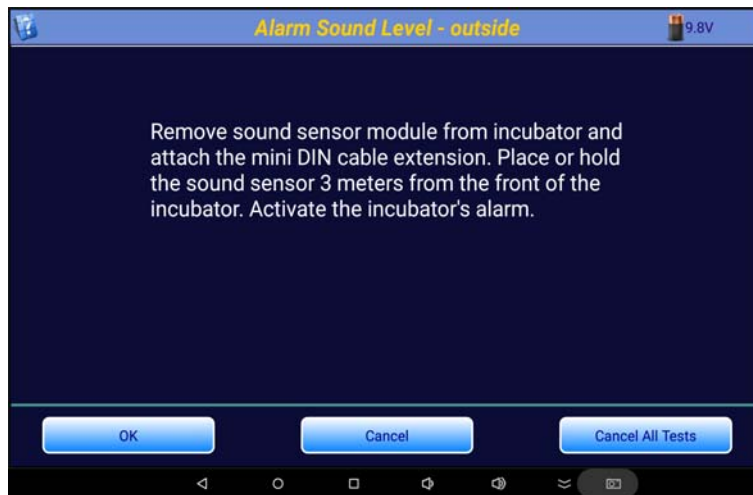 Alarm Sound Level - outside
9.8V
Remove sound sensor module from incubator and
attach the mini DIN cable extension. Place or hold
the sound sensor 3 meters from the front of the
incubator. Activate the incubator's alarm.
OK
Cancel
Cancel All Tests